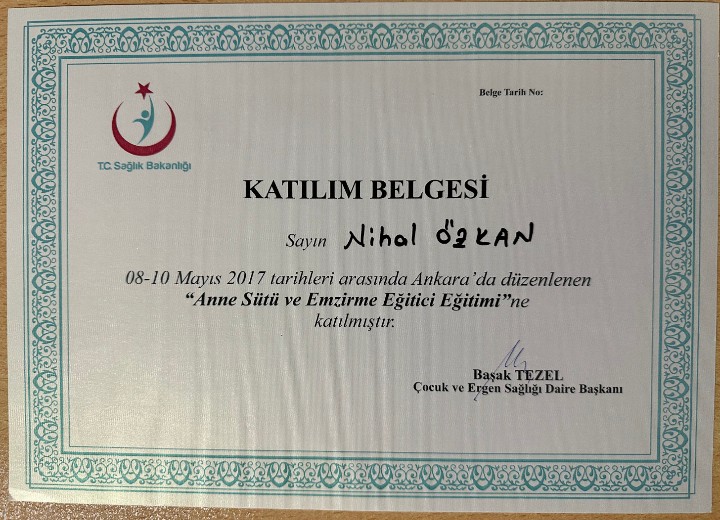 Belge Tarih No:
T.C. Sağlık Bakanlığı
KATILIM BELGESİ
Sayın Nihal ÖZKAN
08-10 Mayıs 2017 tarihleri arasında Ankara'da düzenlenen
“Anne Sütü ve Emzirme Eğitici Eğitimi”ne
katılmıştır.
Başak TEZEL
Çocuk ve Ergen Sağlığı Daire Başkanı